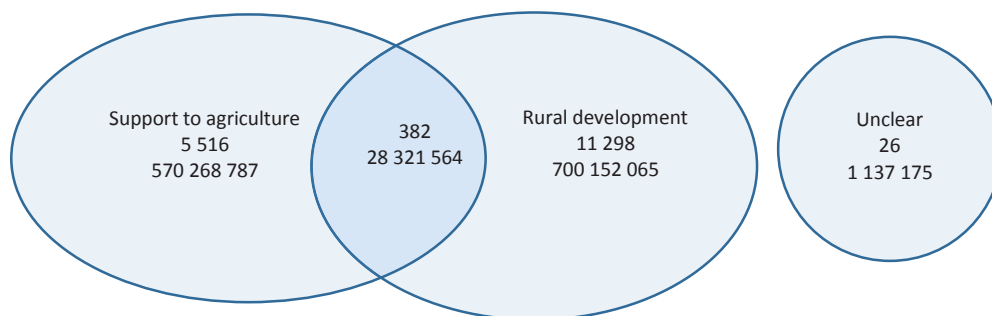 Support to agriculture
5 516
570 268 787
382
28 321 564
Rural development
11 298
700 152 065
Unclear
26
1 137 175